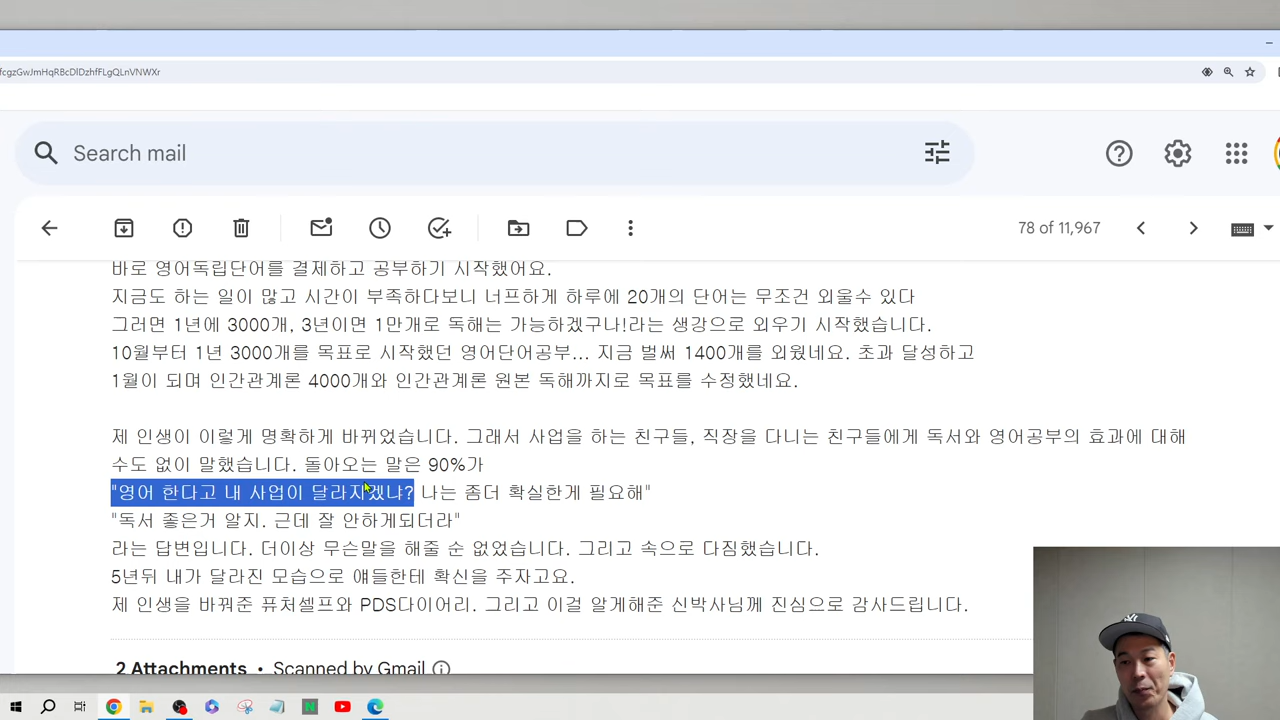 fcgzGwJmHqRBcDlDzhfFLgQLnVNWXr
Search mail
78 of 11,967
바로 영어독립단어를 결제하고 공부하기 시작했어요.
지금도 하는 일이 많고 시간이 부족하다보니 너프하게 하루에 20개의 단어는 무조건 외울수 있다
그러면 1년에 3000개, 3년이면 1만개로 독해는 가능하겠구나!라는 생강으로 외우기 시작했습니다.
10월부터 1년 3000개를 목표로 시작했던 영어단어공부... 지금 벌써 1400개를 외웠네요. 초과 달성하고
1월이 되며 인간관계론 4000개와 인간관계론 원본 독해까지로 목표를 수정했네요.
제 인생이 이렇게 명확하게 바뀌었습니다. 그래서 사업을 하는 친구들, 직장을 다니는 친구들에게 독서와 영어공부의 효과에 대해
수도 없이 말했습니다. 돌아오는 말은 90%가
"영어 한다고 내 사업이 달라지겠냐? 나는 좀더 확실한게 필요해"
"독서 좋은거 알지. 근데 잘 안하게되더라"
라는 답변입니다. 더이상 무슨말을 해줄 순 없었습니다. 그리고 속으로 다짐했습니다.
5년뒤 내가 달라진 모습으로 얘들한테 확신을 주자고요.
제 인생을 바꿔준 퓨처셀프와 PDS다이어리. 그리고 이걸 알게해준 신박사님께 진심으로 감사드립니다.
2 Attachments • Scanned by Gmail